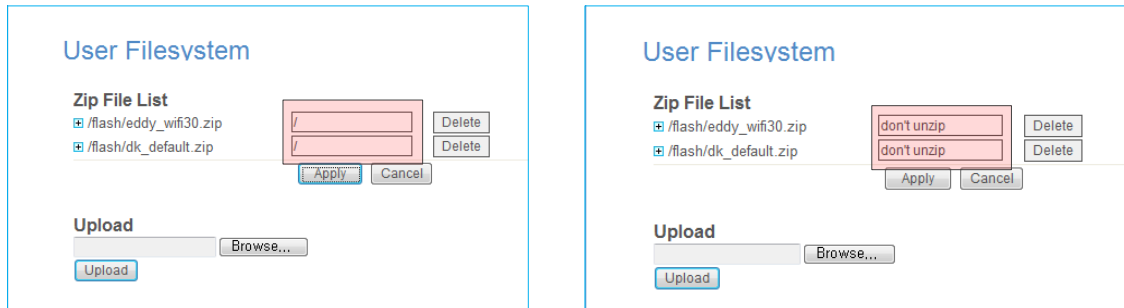 User Filesystem
Zip File List
/flash/eddy_wifi30.zip / Delete
/flash/dk_default.zip / Delete
Apply Cancel
Upload
Browse...
Upload
User Filesystem
Zip File List
/flash/eddy_wifi30.zip don't unzip Delete
/flash/dk_default.zip don't unzip Delete
Apply Cancel
Upload
Browse...
Upload